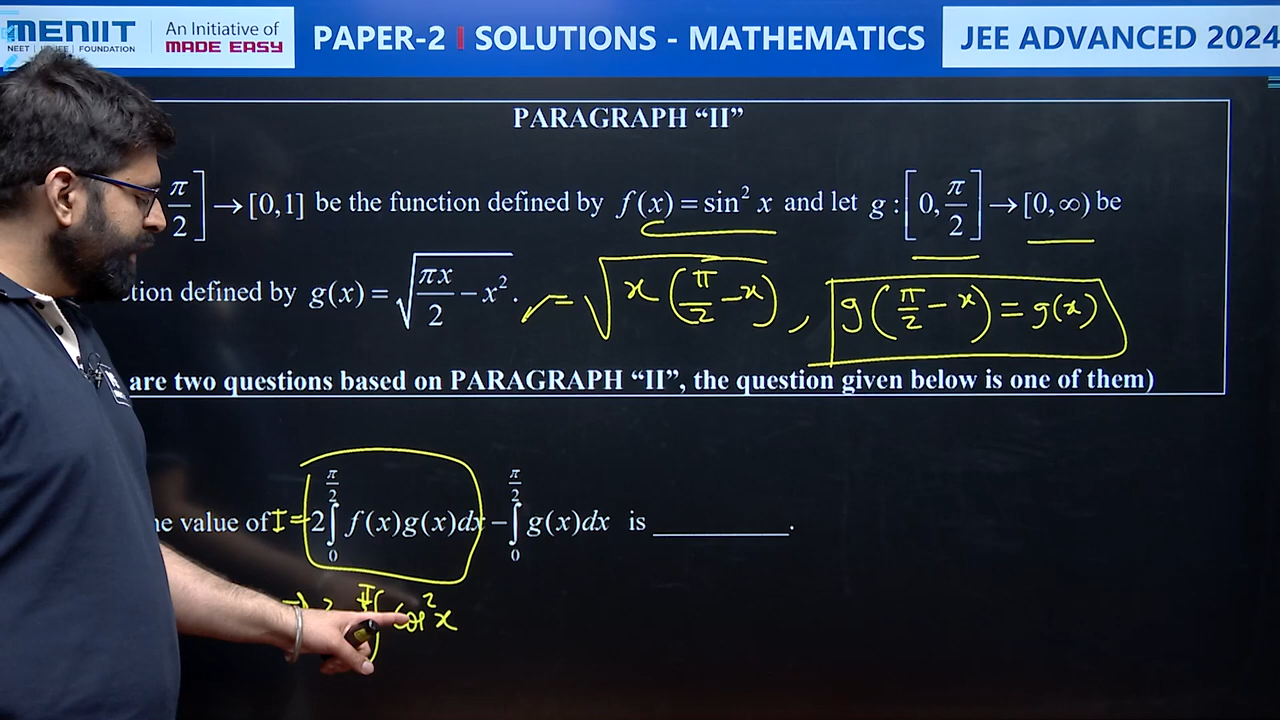 MENIIT
NEET | IIT-JEE | FOUNDATION
An Initiative of
MADE EASY
PAPER-2 | SOLUTIONS - MATHEMATICS
JEE ADVANCED 2024
PARAGRAPH “II”
π/2] → [0,1] be the function defined by f(x) = sin² x and let g : [0, π/2] → [0, ∞) be
tion defined by g(x) = √(πx/2 − x²). = √(x(π/2 − x)), g(π/2 − x) = g(x)
are two questions based on PARAGRAPH “II”, the question given below is one of them)
e value of I = 2∫₀^{π/2} f(x)g(x)dx − ∫₀^{π/2} g(x)dx is ________.
cos²x